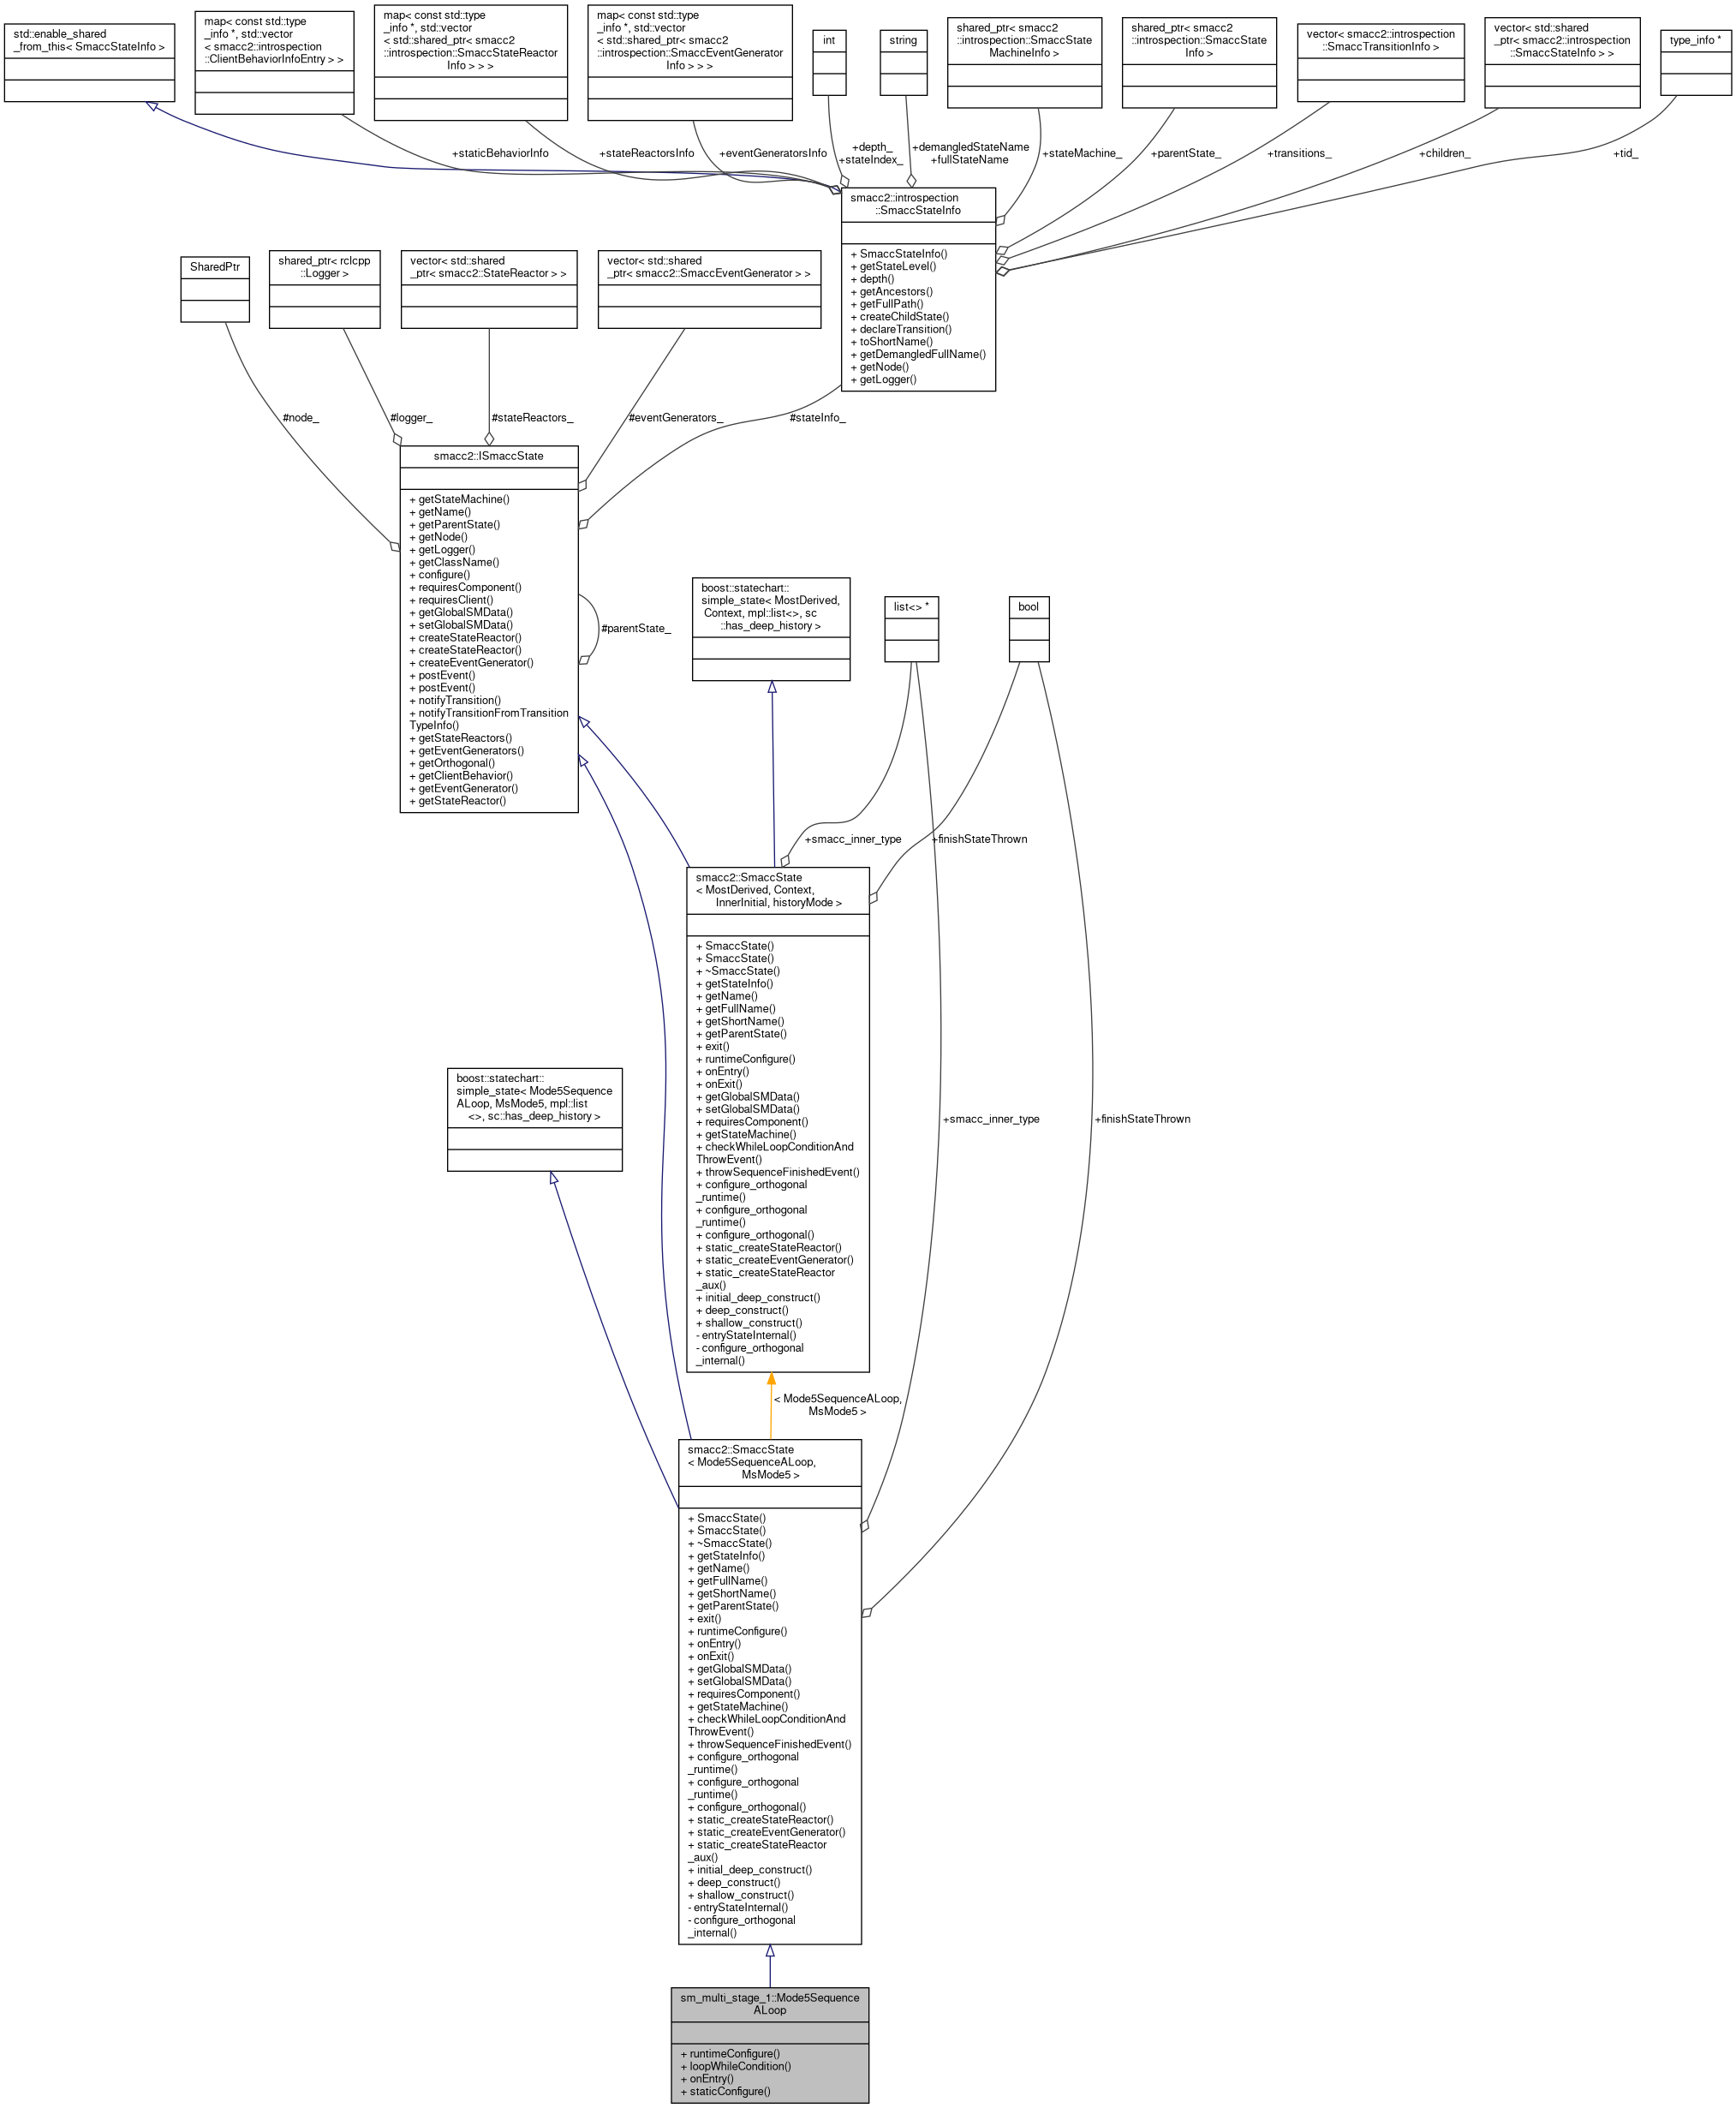 std::enable_shared
_from_this< SmaccStateInfo >
map< const std::type
_info *, std::vector
< smacc2::introspection
::ClientBehaviorInfoEntry > >
map< const std::type
_info *, std::vector
< std::shared_ptr< smacc2
::introspection::SmaccStateReactor
Info > > >
map< const std::type
_info *, std::vector
< std::shared_ptr< smacc2
::introspection::SmaccEventGenerator
Info > > >
int
string
shared_ptr< smacc2
::introspection::SmaccState
MachineInfo >
shared_ptr< smacc2
::introspection::SmaccState
Info >
vector< smacc2::introspection
::SmaccTransitionInfo >
vector< std::shared
_ptr< smacc2::introspection
::SmaccStateInfo > >
type_info *
+staticBehaviorInfo
+stateReactorsInfo
+eventGeneratorsInfo
+depth_
+stateIndex_
+demangledStateName
+fullStateName
+stateMachine_
+parentState_
+transitions_
+children_
+tid_
smacc2::introspection
::SmaccStateInfo
+ SmaccStateInfo()
+ getStateLevel()
+ depth()
+ getAncestors()
+ getFullPath()
+ createChildState()
+ declareTransition()
+ toShortName()
+ getDemangledFullName()
+ getNode()
+ getLogger()
SharedPtr
shared_ptr< rclcpp
::Logger >
vector< std::shared
_ptr< smacc2::StateReactor > >
vector< std::shared
_ptr< smacc2::SmaccEventGenerator > >
#node_
#logger_
#stateReactors_
#eventGenerators_
#stateInfo_
smacc2::ISmaccState
+ getStateMachine()
+ getName()
+ getParentState()
+ getNode()
+ getLogger()
+ getClassName()
+ configure()
+ requiresComponent()
+ requiresClient()
+ getGlobalSMData()
+ setGlobalSMData()
+ createStateReactor()
+ createStateReactor()
+ createEventGenerator()
+ postEvent()
+ postEvent()
+ notifyTransition()
+ notifyTransitionFromTransition
TypeInfo()
+ getStateReactors()
+ getEventGenerators()
+ getOrthogonal()
+ getClientBehavior()
+ getEventGenerator()
+ getStateReactor()
#parentState_
boost::statechart::
simple_state< MostDerived,
Context, mpl::list<>, sc
::has_deep_history >
list<> *
bool
+smacc_inner_type
+finishStateThrown
smacc2::SmaccState
< MostDerived, Context,
InnerInitial, historyMode >
+ SmaccState()
+ SmaccState()
+ ~SmaccState()
+ getStateInfo()
+ getName()
+ getFullName()
+ getShortName()
+ getParentState()
+ exit()
+ runtimeConfigure()
+ onEntry()
+ onExit()
+ getGlobalSMData()
+ setGlobalSMData()
+ requiresComponent()
+ getStateMachine()
+ checkWhileLoopConditionAnd
ThrowEvent()
+ throwSequenceFinishedEvent()
+ configure_orthogonal
_runtime()
+ configure_orthogonal
_runtime()
+ configure_orthogonal()
+ static_createStateReactor()
+ static_createEventGenerator()
+ static_createStateReactor
_aux()
+ initial_deep_construct()
+ deep_construct()
+ shallow_construct()
- entryStateInternal()
- configure_orthogonal
_internal()
boost::statechart::
simple_state< Mode5Sequence
ALoop, MsMode5, mpl::list
<>, sc::has_deep_history >
+smacc_inner_type
+finishStateThrown
< Mode5SequenceALoop,
MsMode5 >
smacc2::SmaccState
< Mode5SequenceALoop,
MsMode5 >
+ SmaccState()
+ SmaccState()
+ ~SmaccState()
+ getStateInfo()
+ getName()
+ getFullName()
+ getShortName()
+ getParentState()
+ exit()
+ runtimeConfigure()
+ onEntry()
+ onExit()
+ getGlobalSMData()
+ setGlobalSMData()
+ requiresComponent()
+ getStateMachine()
+ checkWhileLoopConditionAnd
ThrowEvent()
+ throwSequenceFinishedEvent()
+ configure_orthogonal
_runtime()
+ configure_orthogonal
_runtime()
+ configure_orthogonal()
+ static_createStateReactor()
+ static_createEventGenerator()
+ static_createStateReactor
_aux()
+ initial_deep_construct()
+ deep_construct()
+ shallow_construct()
- entryStateInternal()
- configure_orthogonal
_internal()
sm_multi_stage_1::Mode5Sequence
ALoop
+ runtimeConfigure()
+ loopWhileCondition()
+ onEntry()
+ staticConfigure()